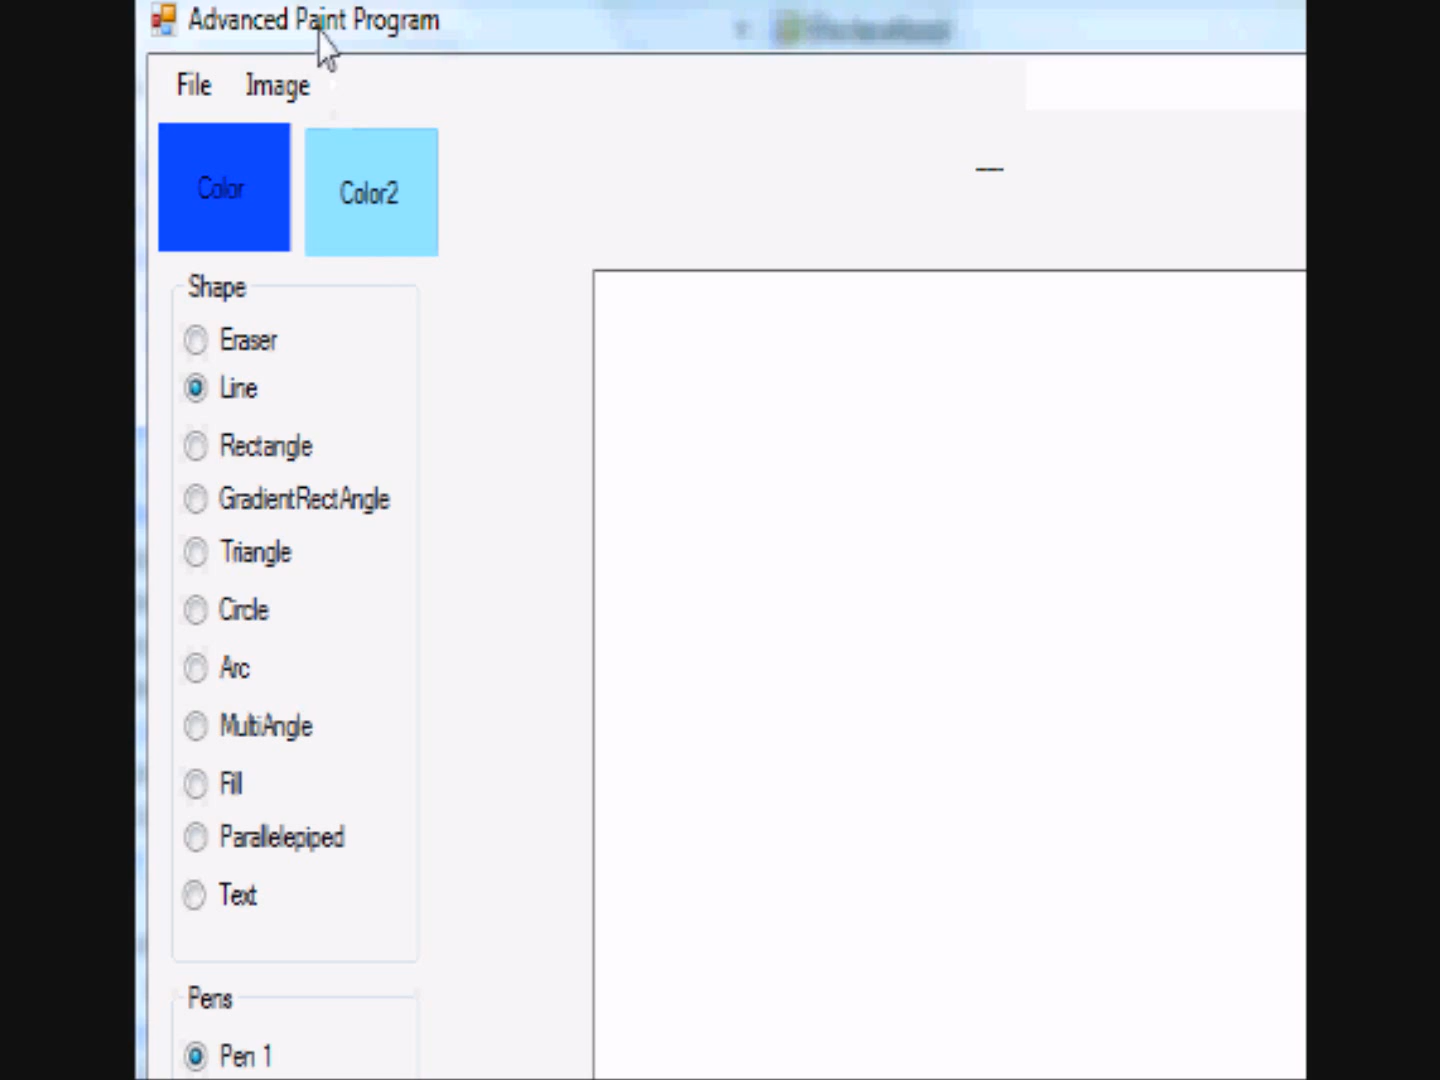 Advanced Paint Program
File Image
Color Color2
Shape
Eraser
Line
Rectangle
GradientRectAngle
Triangle
Circle
Arc
MultiAngle
Fill
Parallelepiped
Text
Pens
Pen 1